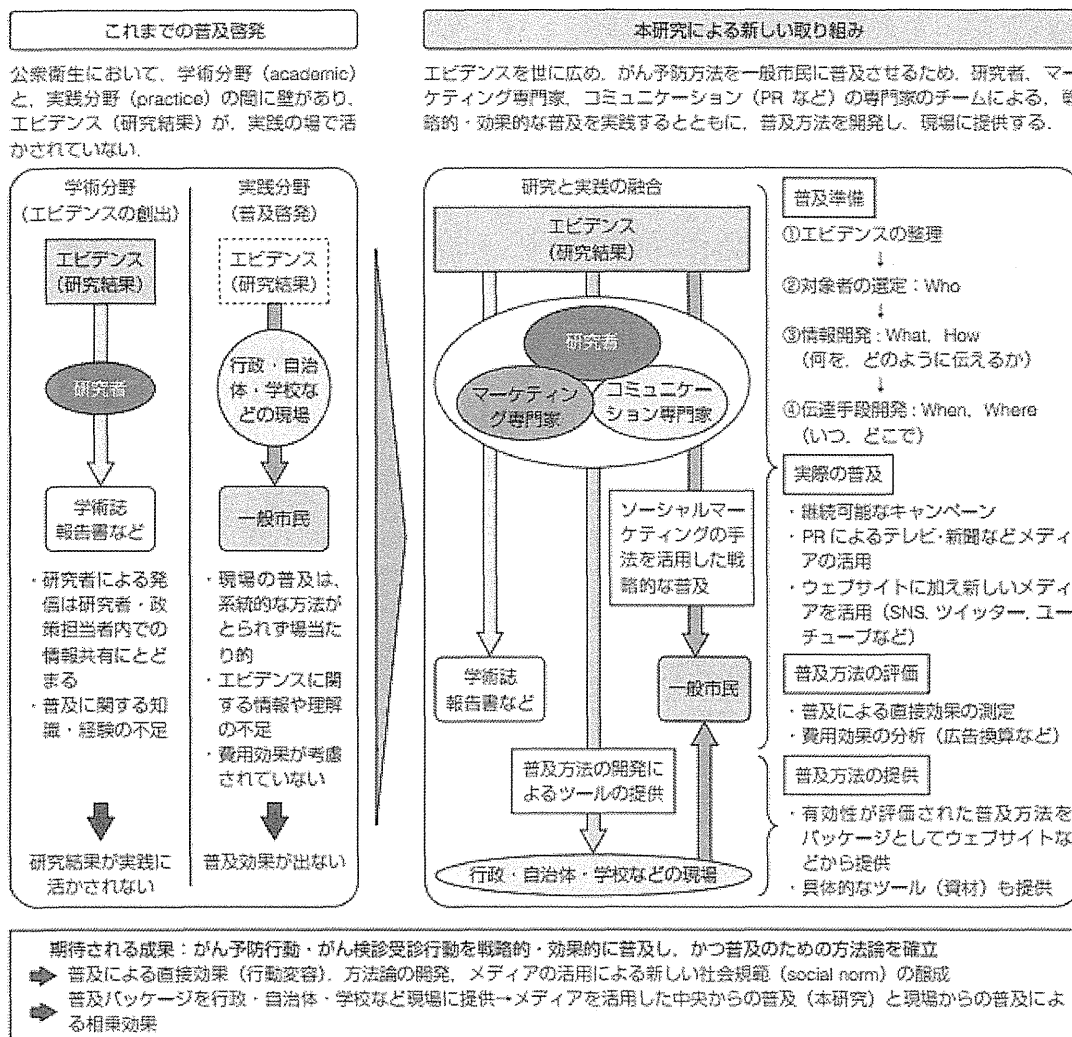 これまでの普及啓発
公衆衛生において，学術分野（academic）
と，実践分野（practice）の間に壁があり，
エビデンス（研究結果）が，実践の場で活
かされていない．
学術分野
（エビデンスの創出）
エビデンス
（研究結果）
研究者
学術誌
報告書など
・研究者による発
信は研究者・政
策担当者内での
情報共有にとど
まる
・普及に関する知
識・経験の不足
研究結果が実践に
活かされない
実践分野
（普及啓発）
エビデンス
（研究結果）
行政・自治
体・学校な
どの現場
一般市民
・現場の普及は，
系統的な方法が
とられず場当た
り的
・エビデンスに関
する情報や理解
の不足
・費用効果が考慮
されていない
普及効果が出ない
本研究による新しい取り組み
エビデンスを世に広め，がん予防方法を一般市民に普及させるため，研究者，マー
ケティング専門家，コミュニケーション（PR など）の専門家のチームによる，戦
略的・効果的な普及を実践するとともに，普及方法を開発し，現場に提供する．
研究と実践の融合
エビデンス
（研究結果）
研究者
マーケティン
グ専門家
コミュニケー
ション専門家
ソーシャルマー
ケティングの手
法を活用した戦
略的な普及
学術誌
報告書など
一般市民
普及方法の開発に
よるツールの提供
行政・自治体・学校などの現場
普及準備
①エビデンスの整理
↓
②対象者の選定：Who
↓
③情報開発：What，How
（何を，どのように伝えるか）
↓
④伝達手段開発：When，Where
（いつ，どこで）
実際の普及
・継続可能なキャンペーン
・PR によるテレビ・新聞などメディ
アの活用
・ウェブサイトに加え新しいメディ
アを活用（SNS，ツイッター，ユー
チューブなど）
普及方法の評価
・普及による直接効果の測定
・費用効果の分析（広告換算など）
普及方法の提供
・有効性が評価された普及方法を
パッケージとしてウェブサイトな
どから提供
・具体的なツール（資材）も提供
期待される成果：がん予防行動・がん検診受診行動を戦略的・効果的に普及し，かつ普及のための方法論を確立
普及による直接効果（行動変容），方法論の開発，メディアの活用による新しい社会規範（social norm）の醸成
普及パッケージを行政・自治体・学校など現場に提供→メディアを活用した中央からの普及（本研究）と現場からの普及によ
る相乗効果